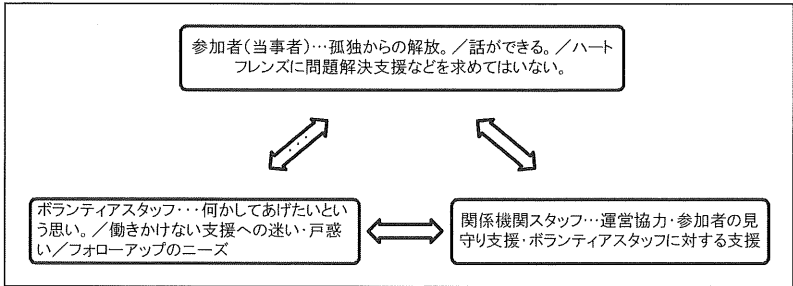 参加者(当事者)…孤独からの解放。／話ができる。／ハート
フレンズに問題解決支援などを求めてはいない。
ボランティアスタッフ・・・何かしてあげたいとい
う思い。／働きかけない支援への迷い・戸惑
い／フォローアップのニーズ
関係機関スタッフ…運営協力・参加者の見
守り支援・ボランティアスタッフに対する支援